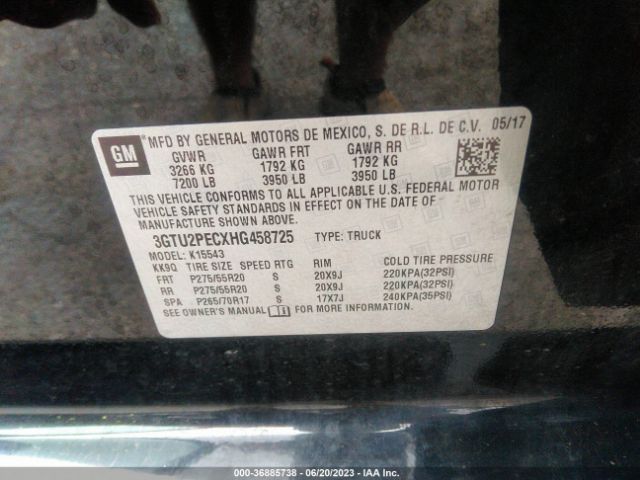 GM
MFD BY GENERAL MOTORS DE MEXICO, S. DE R.L. DE C.V. 05/17
GVWR GAWR FRT GAWR RR
3266 KG 1792 KG 1792 KG
7200 LB 3950 LB 3950 LB
THIS VEHICLE CONFORMS TO ALL APPLICABLE U.S. FEDERAL MOTOR
VEHICLE SAFETY STANDARDS IN EFFECT ON THE DATE OF
MANUFACTURE SHOWN ABOVE.
3GTU2PECXHG458725 TYPE: TRUCK
MODEL: K15543
KK9Q TIRE SIZE SPEED RTG RIM COLD TIRE PRESSURE
FRT P275/55R20 S 20X9J 220KPA(32PSI)
RR P275/55R20 S 20X9J 220KPA(32PSI)
SPA P265/70R17 S 17X7J 240KPA(35PSI)
SEE OWNER'S MANUAL FOR MORE INFORMATION.
© - 36885738 - 06/20/2023 - IAA Inc.